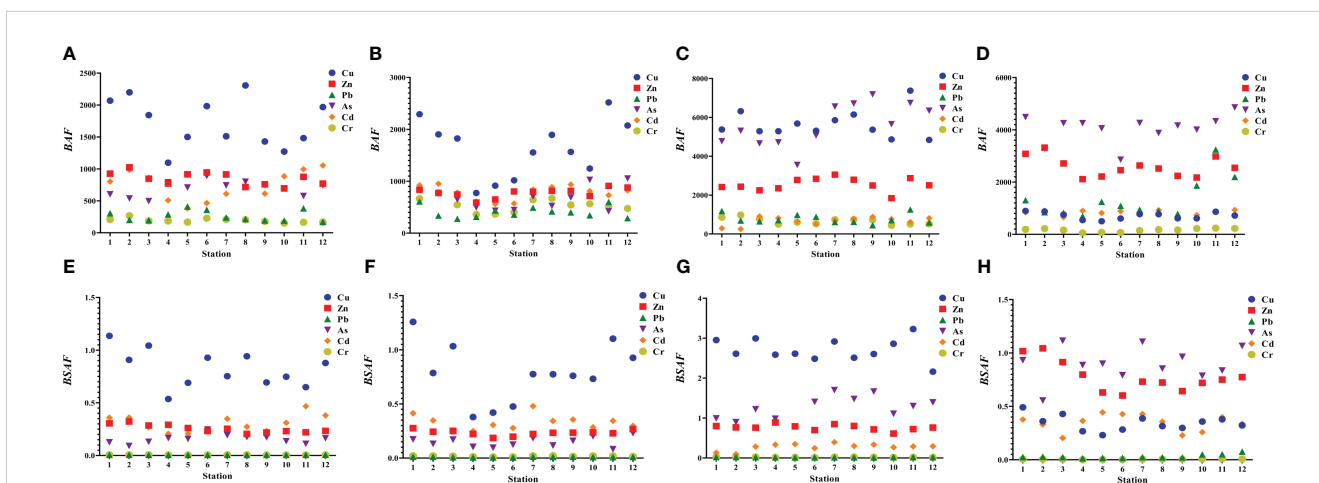 A
2500
2000
1500
1000
500
0
BAF
1 2 3 4 5 6 7 8 9 10 11 12
Station
Cu
Zn
Pb
As
Cd
Cr
B
3000
2000
1000
0
BAF
1 2 3 4 5 6 7 8 9 10 11 12
Station
Cu
Zn
Pb
As
Cd
Cr
C
8000
6000
4000
2000
0
BAF
1 2 3 4 5 6 7 8 9 10 11 12
Station
Cu
Zn
Pb
As
Cd
Cr
D
6000
4000
2000
0
BAF
1 2 3 4 5 6 7 8 9 10 11 12
Station
Cu
Zn
Pb
As
Cd
Cr
E
1.5
1.0
0.5
0.0
BSAF
1 2 3 4 5 6 7 8 9 10 11 12
Station
Cu
Zn
Pb
As
Cd
Cr
F
1.5
1.0
0.5
0.0
BSAF
1 2 3 4 5 6 7 8 9 10 11 12
Station
Cu
Zn
Pb
As
Cd
Cr
G
4
3
2
1
0
BSAF
1 2 3 4 5 6 7 8 9 10 11 12
Station
Cu
Zn
Pb
As
Cd
Cr
H
1.5
1.0
0.5
0.0
BSAF
1 2 3 4 5 6 7 8 9 10 11 12
Station
Cu
Zn
Pb
As
Cd
Cr